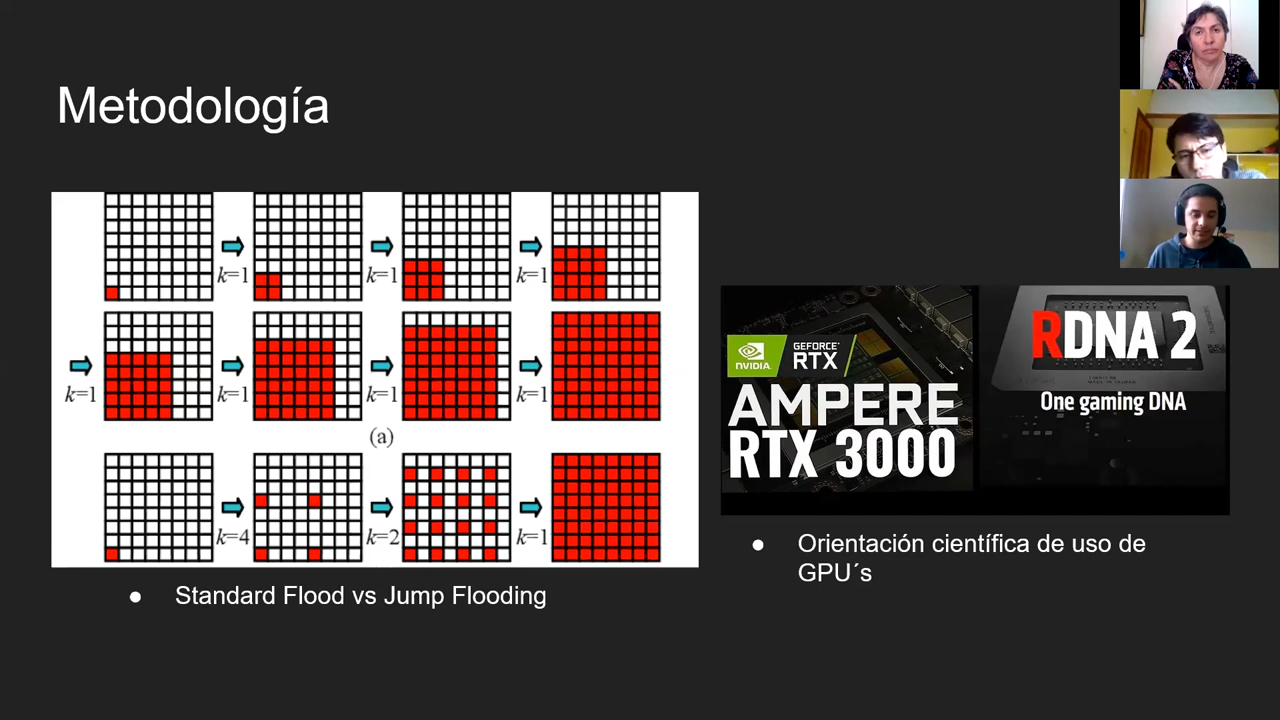 Metodología
k=1
k=1
k=1
k=1
k=1
k=1
k=1
(a)
k=4
k=2
k=1
Standard Flood vs Jump Flooding
NVIDIA
GEFORCE
RTX
AMPERE
RTX 3000
RDNA 2
One gaming DNA
Orientación científica de uso de
GPU´s